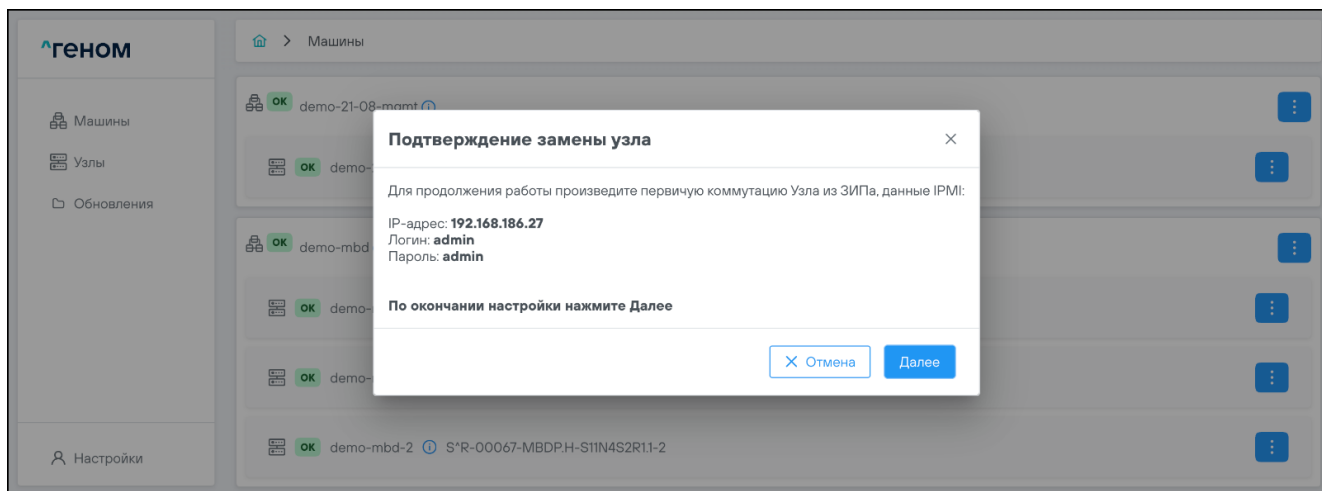 ^геном
Машины
Узлы
Обновления
Настройки
Машины
OK demo-21-08-mgmt
OK demo-
OK demo-mbd
OK demo-
OK demo-
OK demo-mbd-2 S^R-00067-MBDP.H-S11N4S2R1.1-2
Подтверждение замены узла
Для продолжения работы произведите первичую коммутацию Узла из ЗИПа, данные IPMI:
IP-адрес: 192.168.186.27
Логин: admin
Пароль: admin
По окончании настройки нажмите Далее
Отмена
Далее